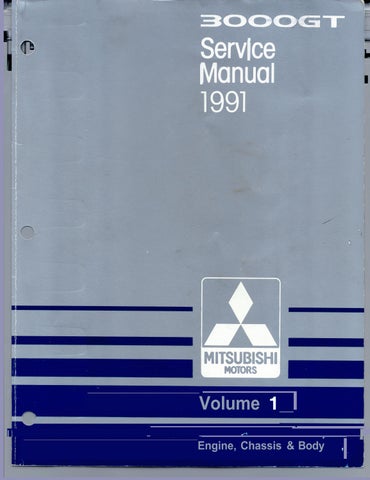 3000GT
Service
Manual
1991
MITSUBISHI
MOTORS
Volume 1
Engine, Chassis & Body